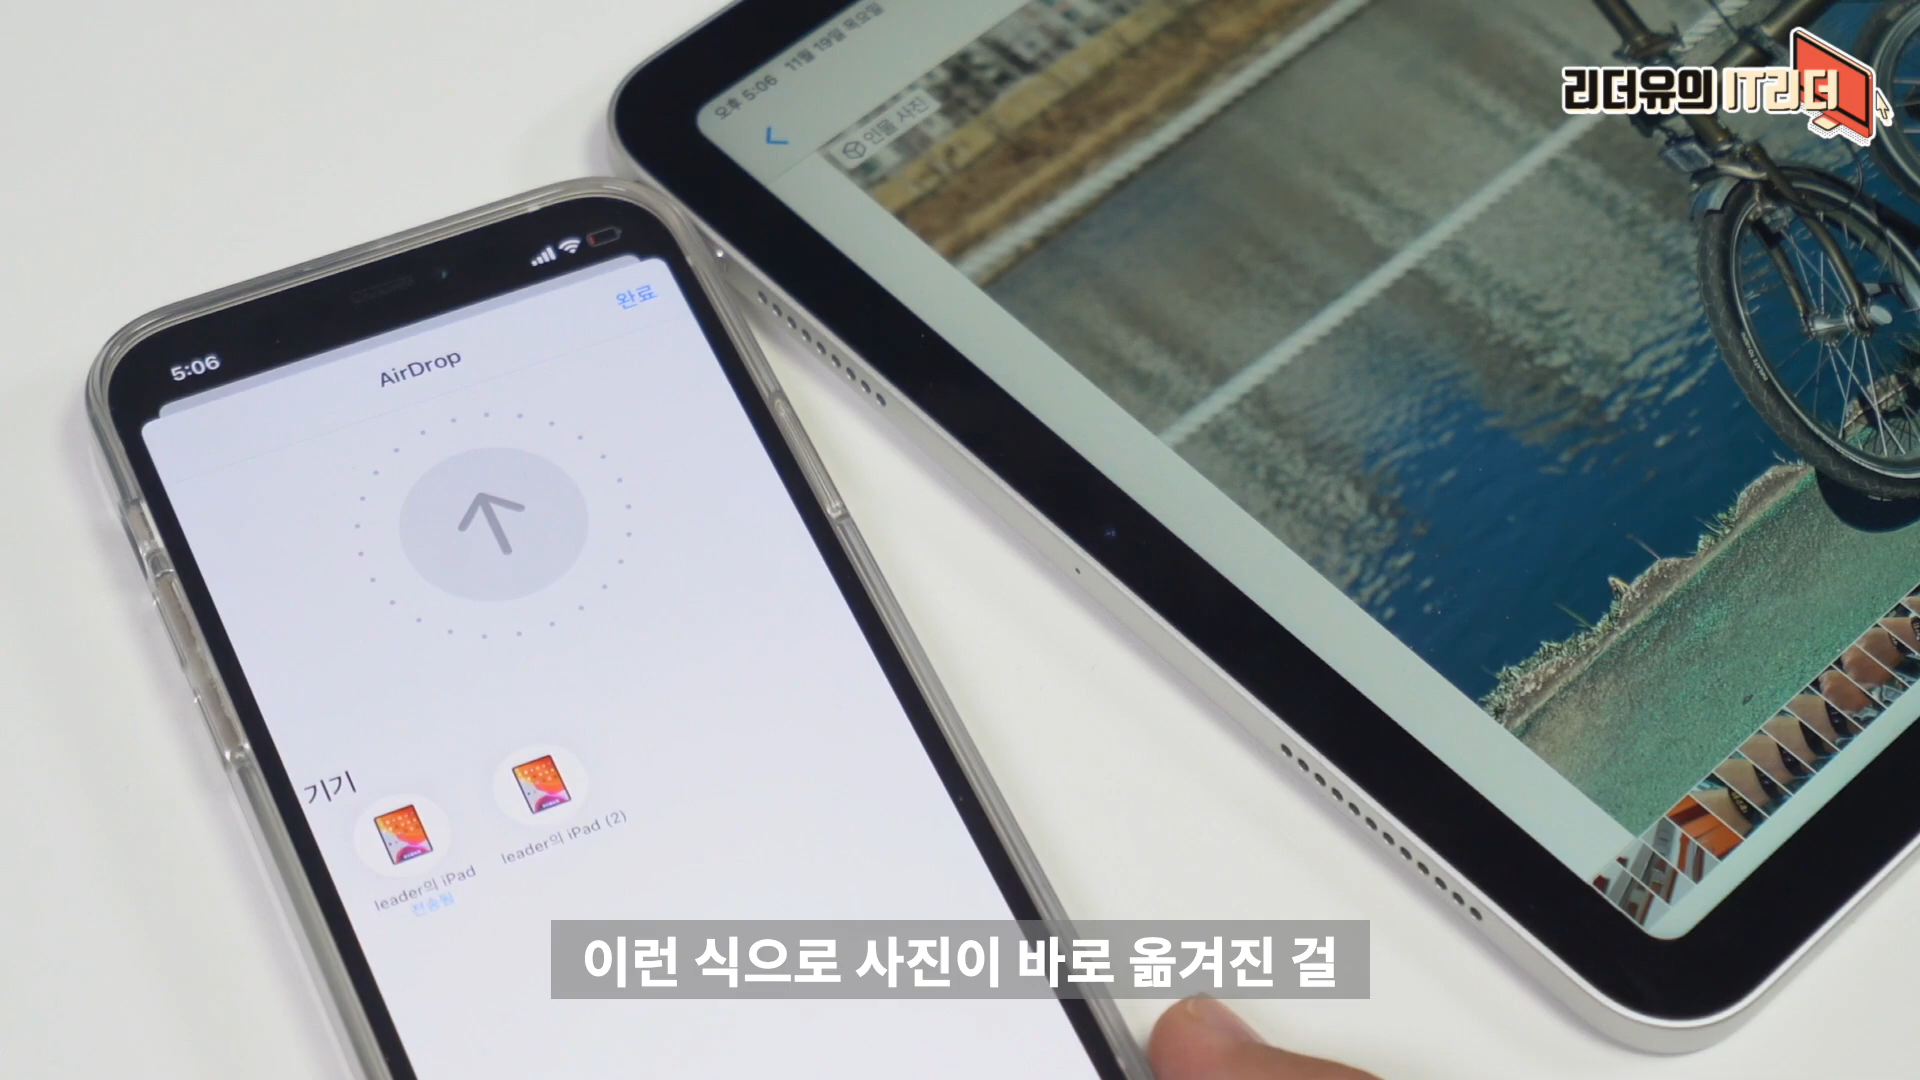 리더유의 IT리더
오후 5:06 11월 19일 목요일
인물 사진
5:06
완료
AirDrop
기기
leader의 iPad
전송됨
leader의 iPad (2)
이런 식으로 사진이 바로 옮겨진 걸